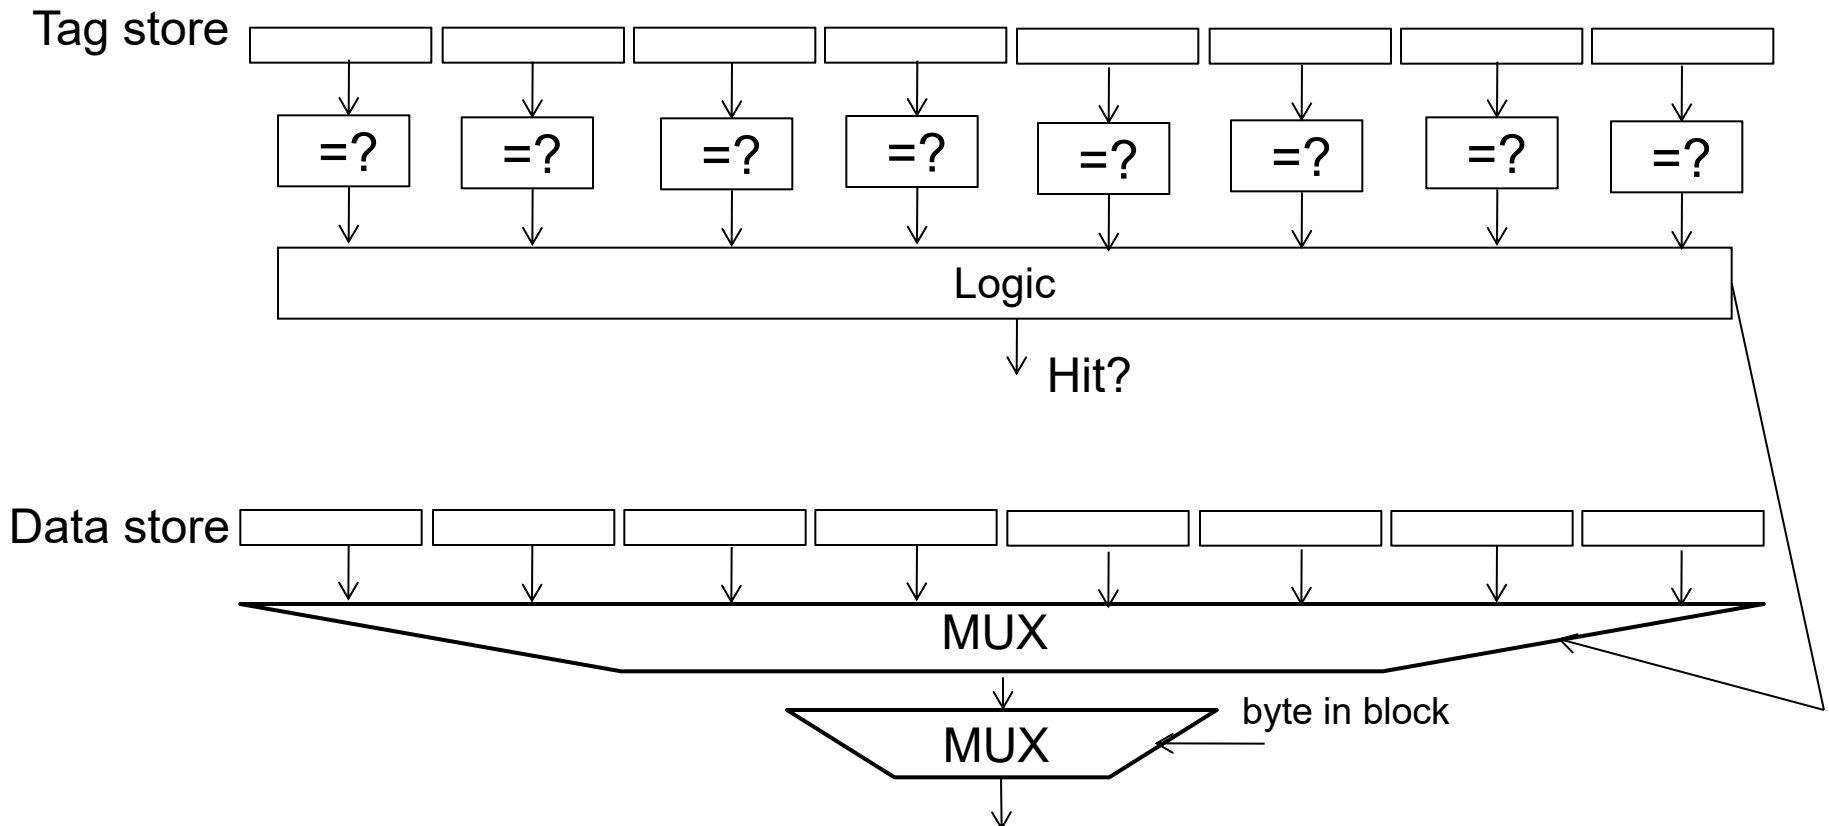 Tag store
=? =? =? =? =? =? =? =?
Logic
Hit?
Data store
MUX
byte in block
MUX